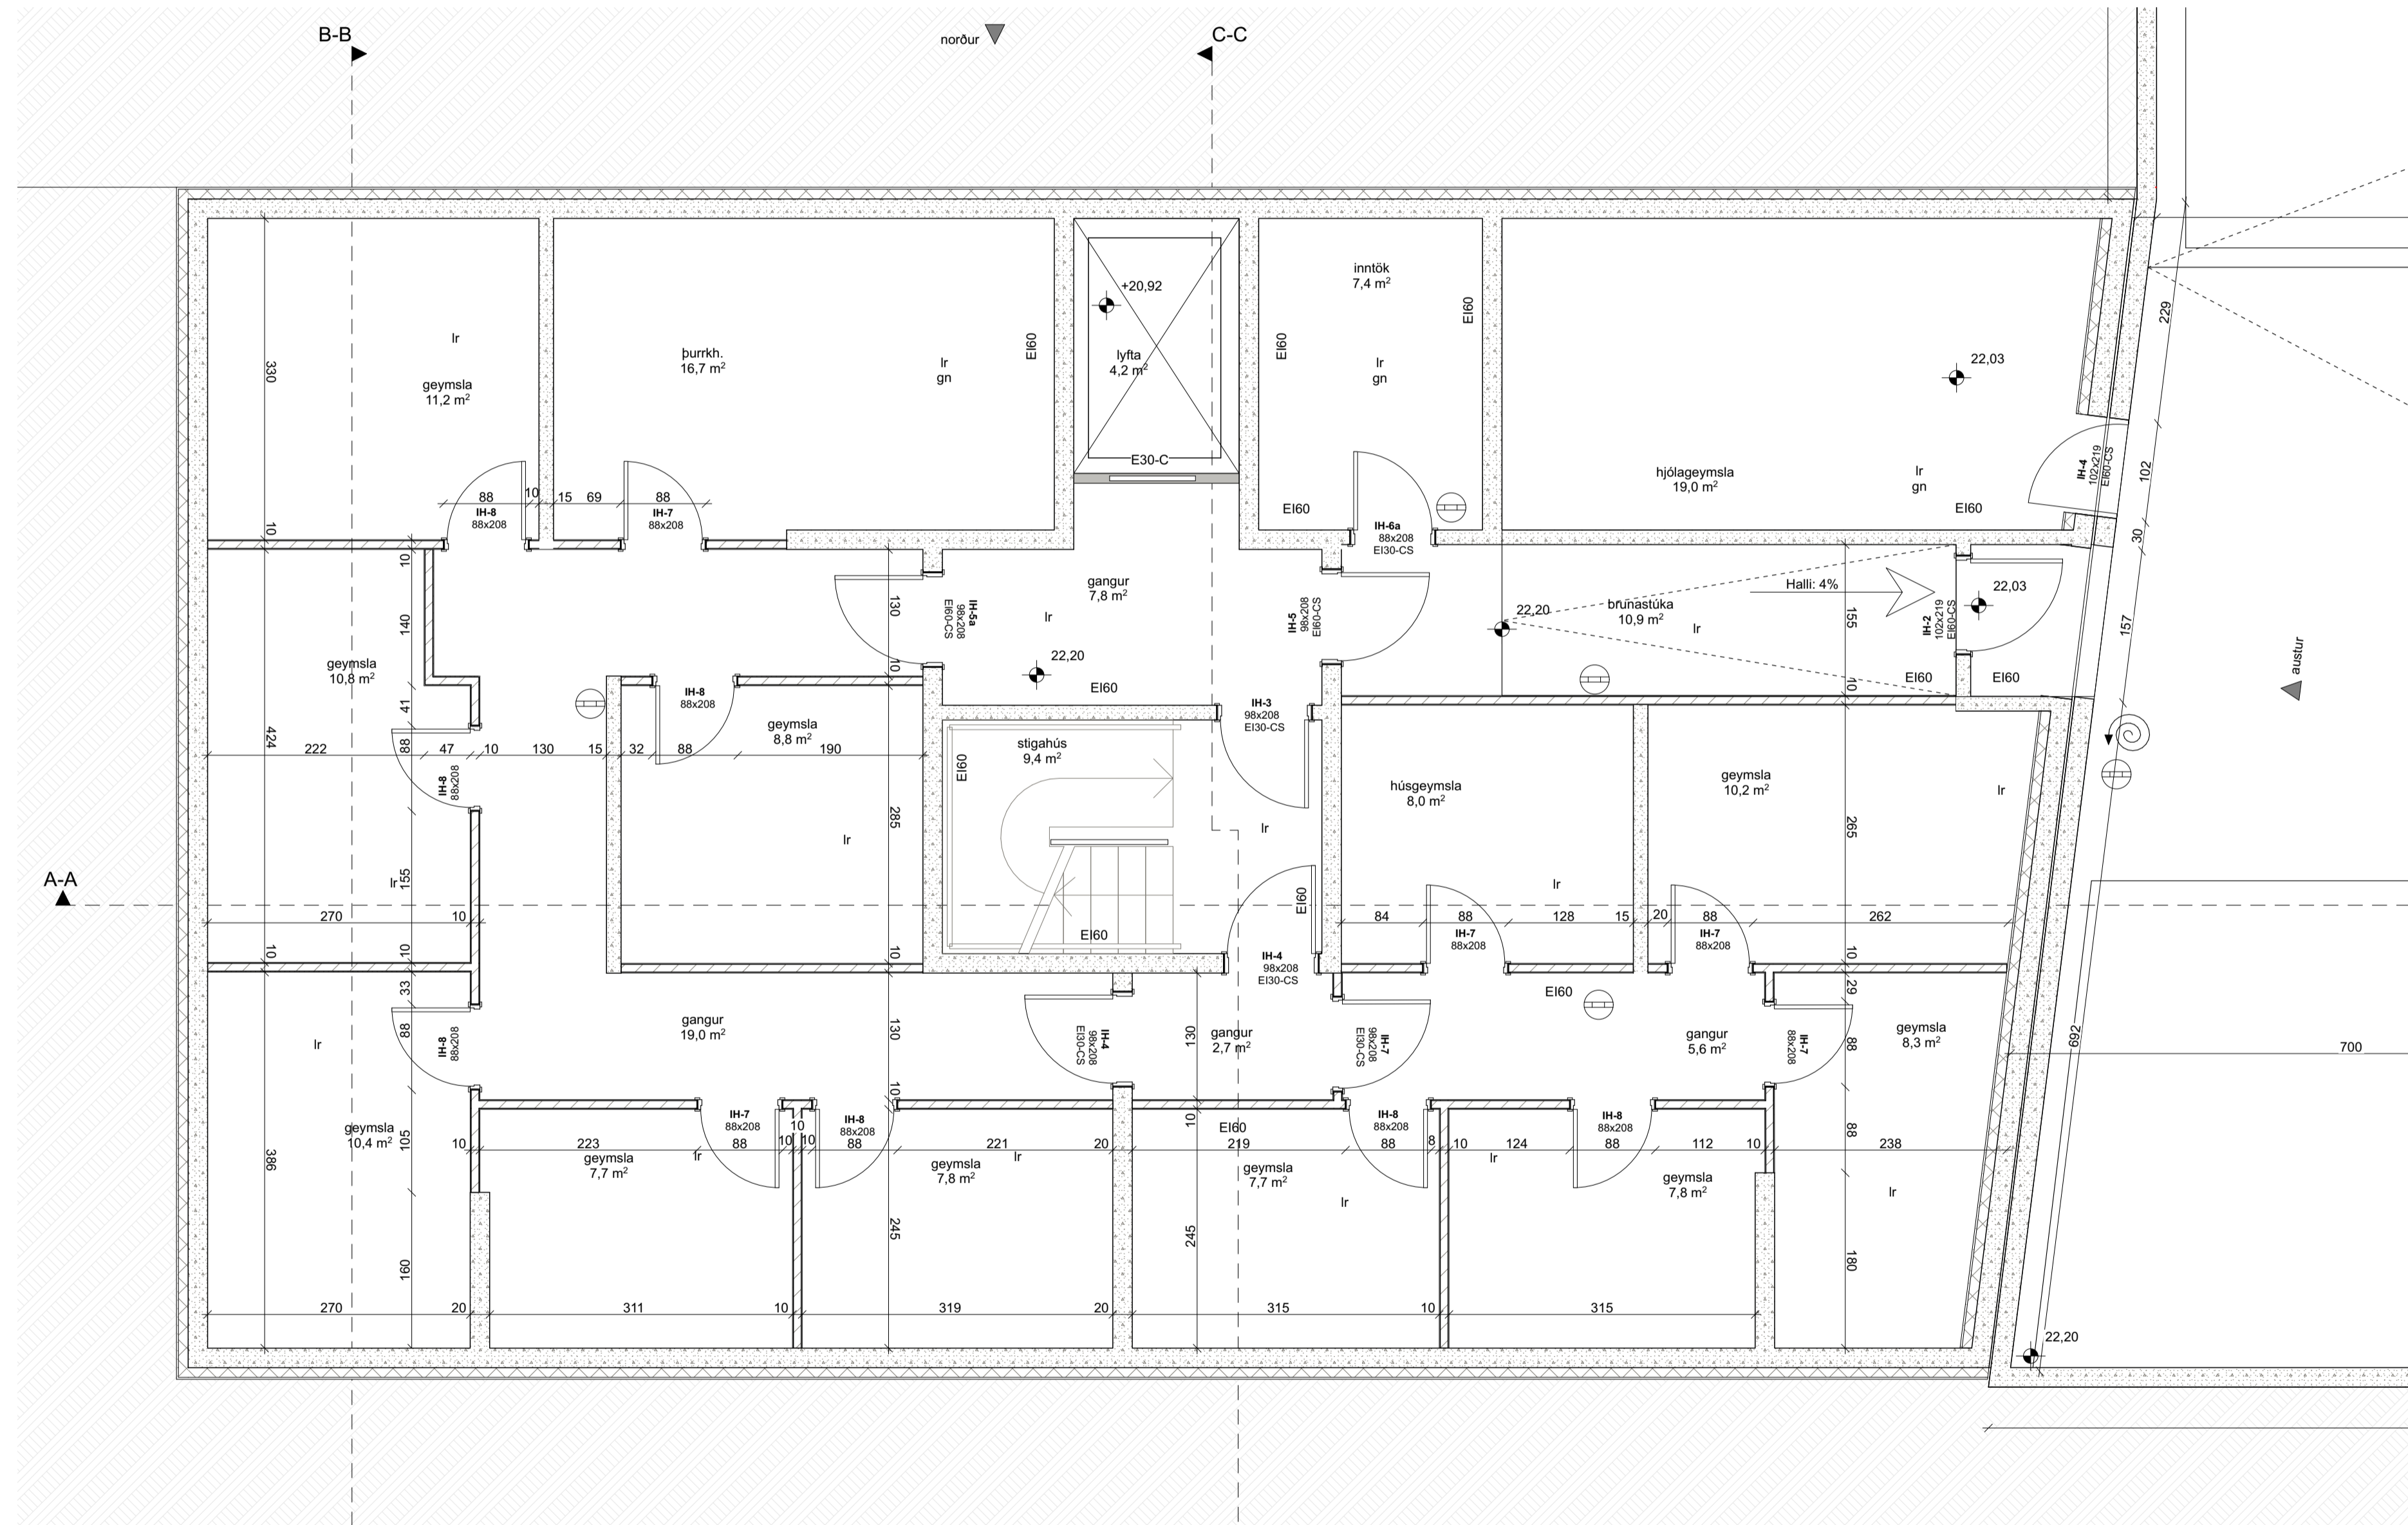 B-B
norður
C-C
+20,92
inntök
7,4 m²
EI60
EI60
EI60
lr
þurrkh.
16,7 m²
lr
gn
lyfta
4,2 m²
lr
gn
22,03
229
330
geymsla
11,2 m²
E30-C
hjólageymsla
19,0 m²
lr
gn
IH-4
102x219
EI60-CS
102
88
10
15
69
88
IH-8
88x208
IH-7
88x208
EI60
EI60
10
IH-6a
88x208
EI30-CS
30
10
140
130
IH-5a
98x208
EI60-CS
gangur
7,8 m²
lr
IH-5
98x208
EI60-CS
22,20
brunastúka
10,9 m²
lr
155
Halli: 4%
IH-2
102x219
EI60-CS
22,03
157
austur
geymsla
10,8 m²
10
22,20
EI60
EI60
EI60
10
41
IH-8
88x208
geymsla
8,8 m²
IH-3
98x208
EI30-CS
424
222
88
47
10
130
15
32
88
190
stigahús
9,4 m²
EI60
IH-8
88x208
húsgeymsla
8,0 m²
geymsla
10,2 m²
lr
285
lr
lr
265
A-A
lr
155
lr
EI60
270
10
84
88
128
15
20
88
262
EI60
IH-7
88x208
IH-7
88x208
10
10
10
IH-4
98x208
EI30-CS
10
33
EI60
29
lr
88
IH-8
88x208
gangur
19,0 m²
130
IH-4
98x208
EI30-CS
130
gangur
2,7 m²
IH-7
98x208
EI30-CS
gangur
5,6 m²
IH-7
88x208
88
geymsla
8,3 m²
692
700
10
IH-7
88x208
IH-8
88x208
10
EI60
IH-8
88x208
IH-8
88x208
88
geymsla
10,4 m²
105
386
10
223
88
10
10
10
88
221
20
219
88
8
10
124
88
112
10
238
geymsla
7,7 m²
lr
geymsla
7,8 m²
lr
geymsla
7,7 m²
lr
lr
geymsla
7,8 m²
lr
160
245
245
180
270
20
311
10
319
20
315
10
315
22,20